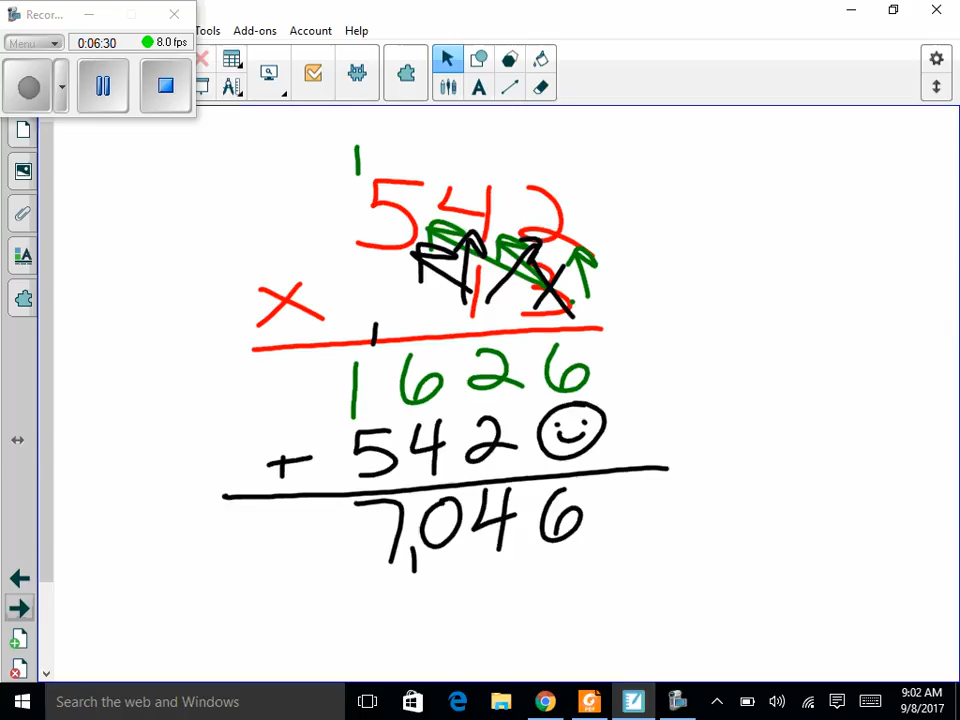 Recor...
Menu
0:06:30
8.0 fps
Tools Add-ons Account Help
1
542
x 13
1
1626
+ 542
7,046
Search the web and Windows
9:02 AM
9/8/2017